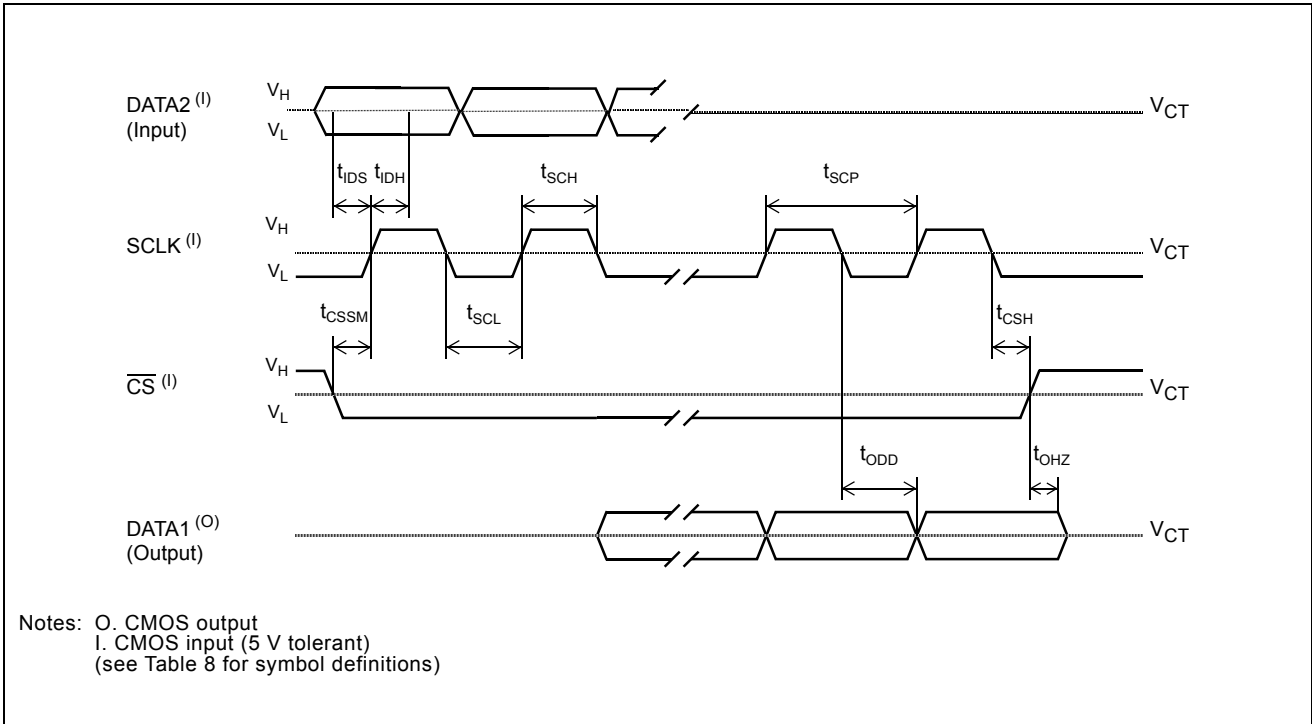 DATA2 (I)
(Input)
VH
VL
VCT
tIDS
tIDH
tSCH
tSCP
SCLK (I)
VH
VL
VCT
tCSSM
tSCL
tCSH
CS (I)
VH
VL
VCT
tODD
tOHZ
DATA1 (O)
(Output)
VCT
Notes: O. CMOS output
I. CMOS input (5 V tolerant)
(see Table 8 for symbol definitions)